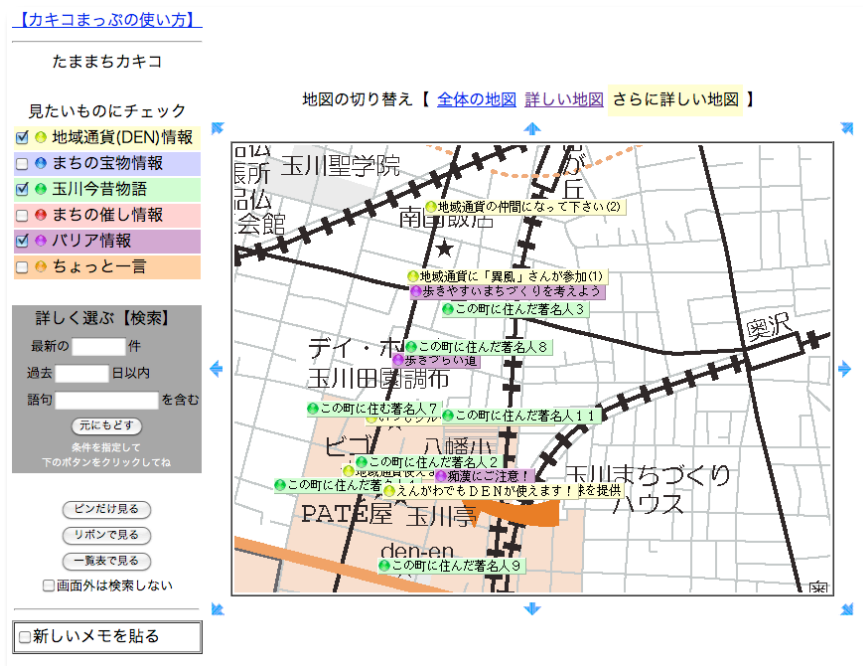 【カキコまっぷの使い方】
たままちカキコ
見たいものにチェック
地域通貨(DEN)情報
まちの宝物情報
玉川今昔物語
まちの催し情報
バリア情報
ちょっと一言
詳しく選ぶ【検索】
最新の 件
過去 日以内
語句 を含む
元にもどす
条件を指定して
下のボタンをクリックしてね
ピンだけ見る
リボンで見る
一覧表で見る
画面外は検索しない
新しいメモを貼る
地図の切り替え【 全体の地図 詳しい地図 さらに詳しい地図 】
玉川聖学院
が
丘
会館
地域通貨の仲間になって下さい(2)
地域通貨に「異風」さんが参加(1)
歩きやすいまちづくりを考えよう
この町に住んだ著名人3
奥沢
デイ・ホ
この町に住んだ著名人8
歩きづらい道
玉川田園調布
この町に住む著名人7
この町に住んだ著名人11
八幡小
この町に住んだ著名人2
地域通貨使え
痴漢にご注意!
玉川まちづくり
ハウス
この町に住んだ著
えんがわでもDENが使えます!
を提供
PATE屋
玉川亭
den-en
この町に住んだ著名人9
奥